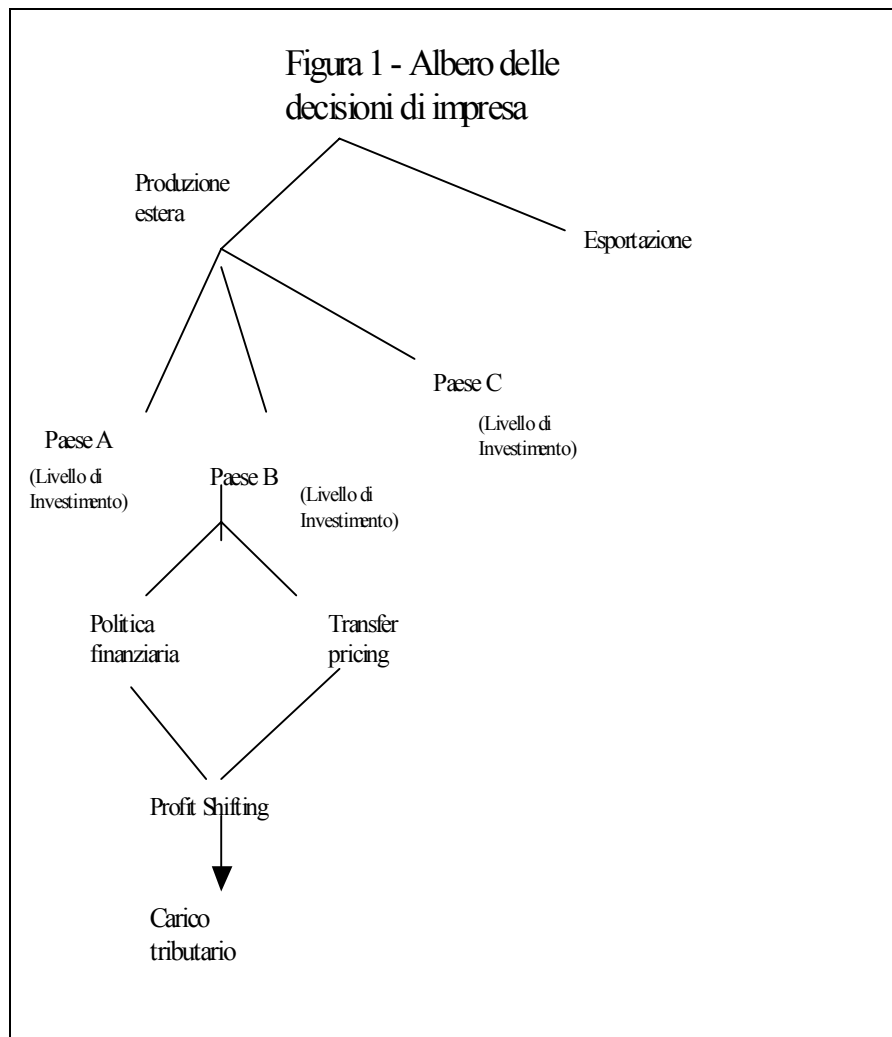 Figura 1 - Albero delle
decisioni di impresa
Produzione
estera
Esportazione
Paese C
(Livello di
Investimento)
Paese A
(Livello di
Investimento)
Paese B
(Livello di
Investimento)
Politica
finanziaria
Transfer
pricing
Profit Shifting
Carico
tributario